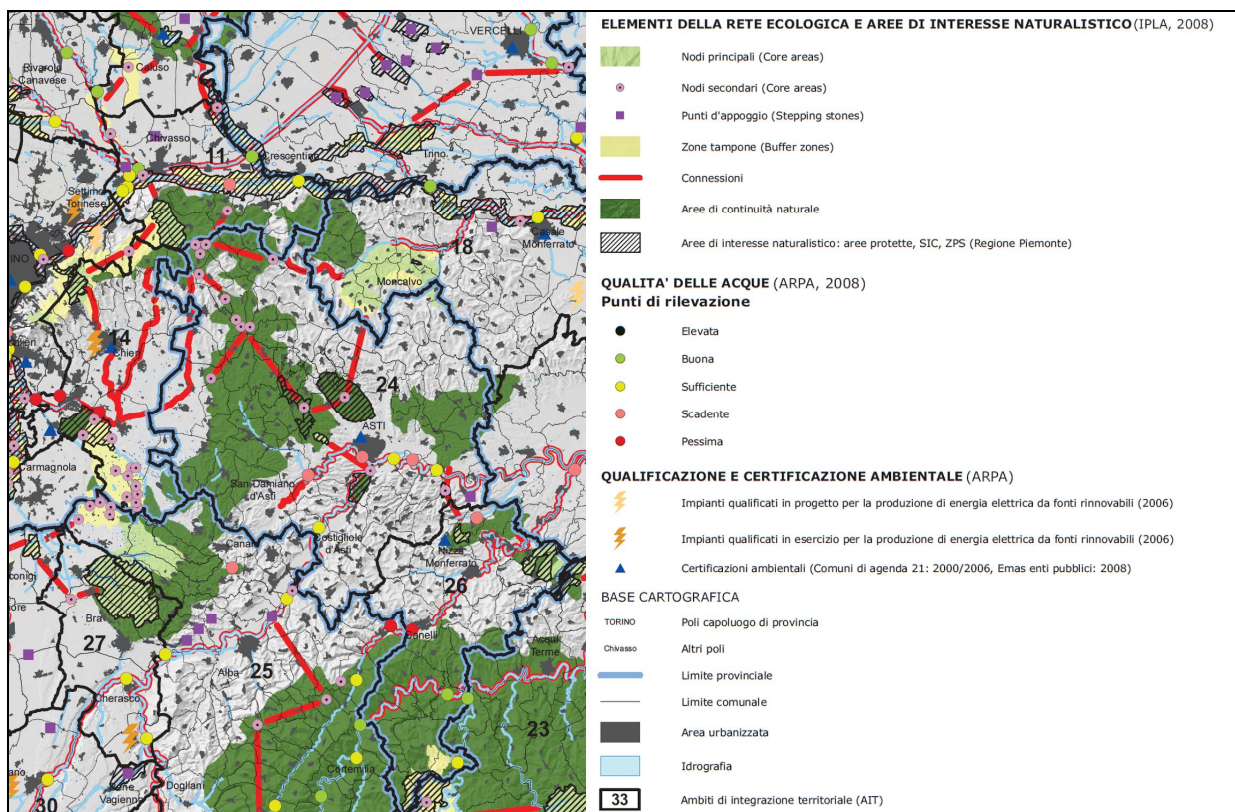 VERCELLI
Rivarolo
Canavese
Caluso
Chivasso
11
Crescentino
Trino
Settimo
Torinese
Casale
Monferrato
18
INO
Moncalvo
14
Chieri
24
ASTI
Carmagnola
San Damiano
d'Asti
Costigliole
d'Asti
Canale
Nizza
Monferrato
26
Bra
27
Canelli
Acqui
Terme
Alba
25
Cherasco
23
Cortemilia
Dogliani
30
ELEMENTI DELLA RETE ECOLOGICA E AREE DI INTERESSE NATURALISTICO (IPLA, 2008)
Nodi principali (Core areas)
Nodi secondari (Core areas)
Punti d'appoggio (Stepping stones)
Zone tampone (Buffer zones)
Connessioni
Aree di continuità naturale
Aree di interesse naturalistico: aree protette, SIC, ZPS (Regione Piemonte)
QUALITA' DELLE ACQUE (ARPA, 2008)
Punti di rilevazione
Elevata
Buona
Sufficiente
Scadente
Pessima
QUALIFICAZIONE E CERTIFICAZIONE AMBIENTALE (ARPA)
Impianti qualificati in progetto per la produzione di energia elettrica da fonti rinnovabili (2006)
Impianti qualificati in esercizio per la produzione di energia elettrica da fonti rinnovabili (2006)
Certificazioni ambientali (Comuni di agenda 21: 2000/2006, Emas enti pubblici: 2008)
BASE CARTOGRAFICA
TORINO Poli capoluogo di provincia
Chivasso Altri poli
Limite provinciale
Limite comunale
Area urbanizzata
Idrografia
33 Ambiti di integrazione territoriale (AIT)